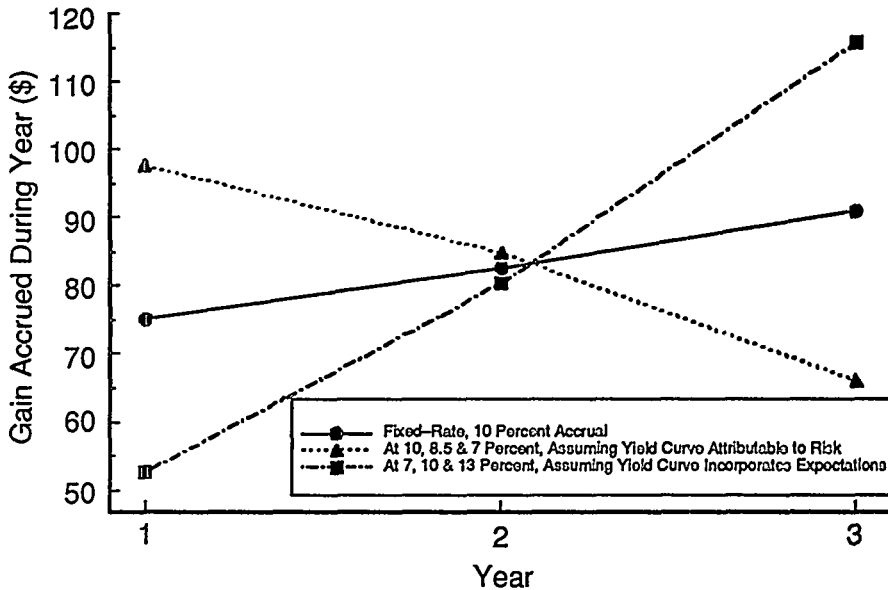 120
110
100
90
80
70
60
50
Gain Accrued During Year ($)
Fixed–Rate, 10 Percent Accrual
At 10, 8.5 & 7 Percent, Assuming Yield Curve Attributable to Risk
At 7, 10 & 13 Percent, Assuming Yield Curve Incorporates Expectations
1 2 3
Year